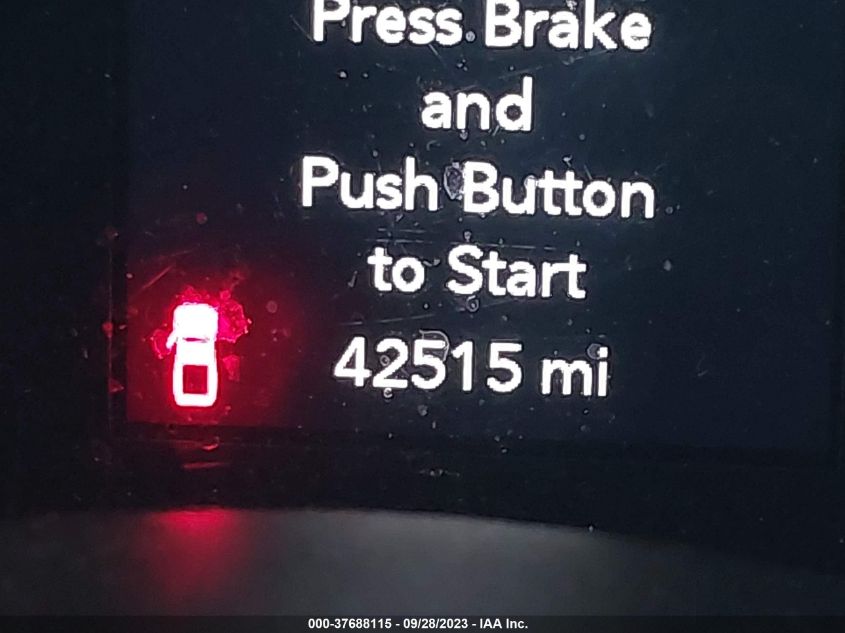 Press Brake
and
Push Button
to Start
42515 mi
000-37688115 - 09/28/2023 - IAA Inc.